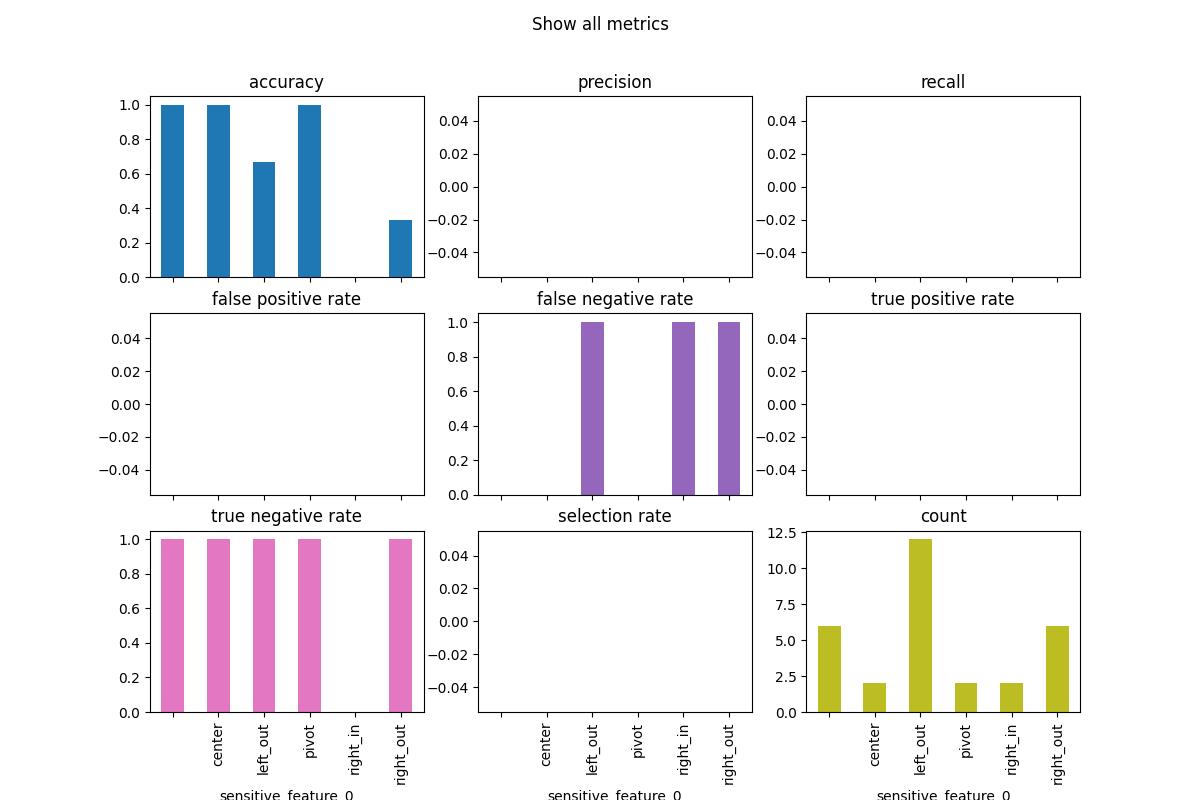 Show all metrics
accuracy
precision
recall
1.0
0.8
0.6
0.4
0.2
0.0
0.04
0.02
0.00
−0.02
−0.04
0.04
0.02
0.00
−0.02
−0.04
false positive rate
false negative rate
true positive rate
0.04
0.02
0.00
−0.02
−0.04
1.0
0.8
0.6
0.4
0.2
0.0
0.04
0.02
0.00
−0.02
−0.04
true negative rate
selection rate
count
1.0
0.8
0.6
0.4
0.2
0.0
0.04
0.02
0.00
−0.02
−0.04
12.5
10.0
7.5
5.0
2.5
0.0
center
left_out
pivot
right_in
right_out
center
left_out
pivot
right_in
right_out
center
left_out
pivot
right_in
right_out
sensitive_feature_0
sensitive_feature_0
sensitive_feature_0